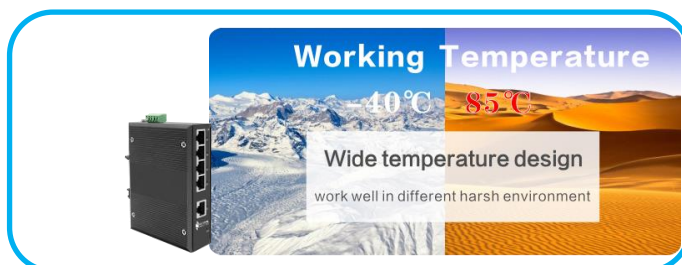 Working Temperature
40℃ 85℃
Wide temperature design
work well in different harsh environment